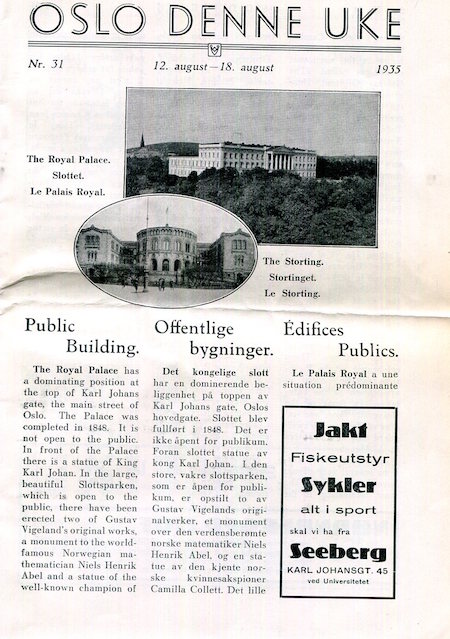 OSLO DENNE UKE
Nr. 31
12. august—18. august
1935
The Royal Palace.
Slottet.
Le Palais Royal.
The Storting.
Stortinget.
Le Storting.
Public
Building.
The Royal Palace has
a dominating position at
the top of Karl Johans
gate, the main street of
Oslo. The Palace was
completed in 1848. It is
not open to the public.
In front of the Palace
there is a statue of King
Karl Johan. In the large,
beautiful Slottsparken,
which is open to the
public, there have been
erected two of Gustav
Vigeland's original works,
a monument to the world-
famous Norwegian ma-
thematician Niels Henrik
Abel and a statue of the
well-known champion of
Offentlige
bygninger.
Det kongelige slott
har en dominerende be-
liggenhet på toppen av
Karl Johans gate, Oslos
hovedgate. Slottet blev
fullført i 1848. Det er
ikke åpent for publikum.
Foran slottet statue av
kong Karl Johan. I den
store, vakre slottsparken,
som er åpen for publi-
kum, er opstilt to av
Gustav Vigelands origi-
nalverker, et monument
over den verdensberømte
norske matematiker Niels
Henrik Abel, og en sta-
tue av den kjente nor-
ske kvinnesakspioner
Camilla Collett. Det lille
Édifices
Publics.
Le Palais Royal a une
situation prédominante
Jakt
Fiskeutstyr
Sykler
alt i sport
skal vi ha fra
Seeberg
KARL JOHANSGT. 45
ved Universitetet